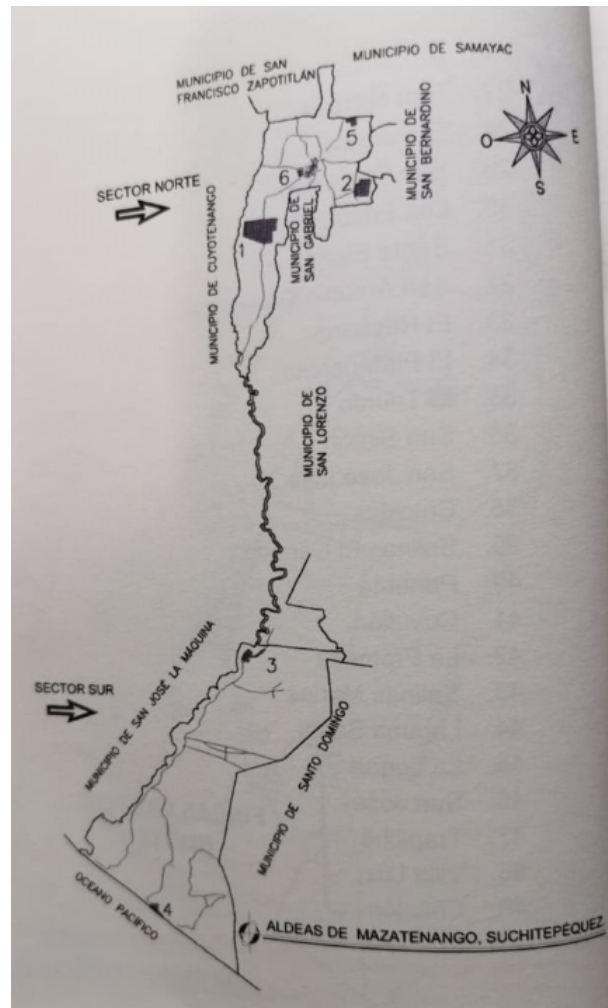 MUNICIPIO DE SAMAYAC
MUNICIPIO DE SAN
FRANCISCO ZAPOTITLÁN
N
O
E
S
5
MUNICIPIO DE
SAN BERNARDINO
6
2
SECTOR NORTE
1
MUNICIPIO DE CUYOTENANGO
MUNICIPIO DE
SAN GABRIEL
MUNICIPIO DE
SAN LORENZO
3
MUNICIPIO DE SAN JOSÉ LA MÁQUINA
SECTOR SUR
MUNICIPIO DE SANTO DOMINGO
4
OCEANO PACIFICO
ALDEAS DE MAZATENANGO, SUCHITEPÉQUEZ